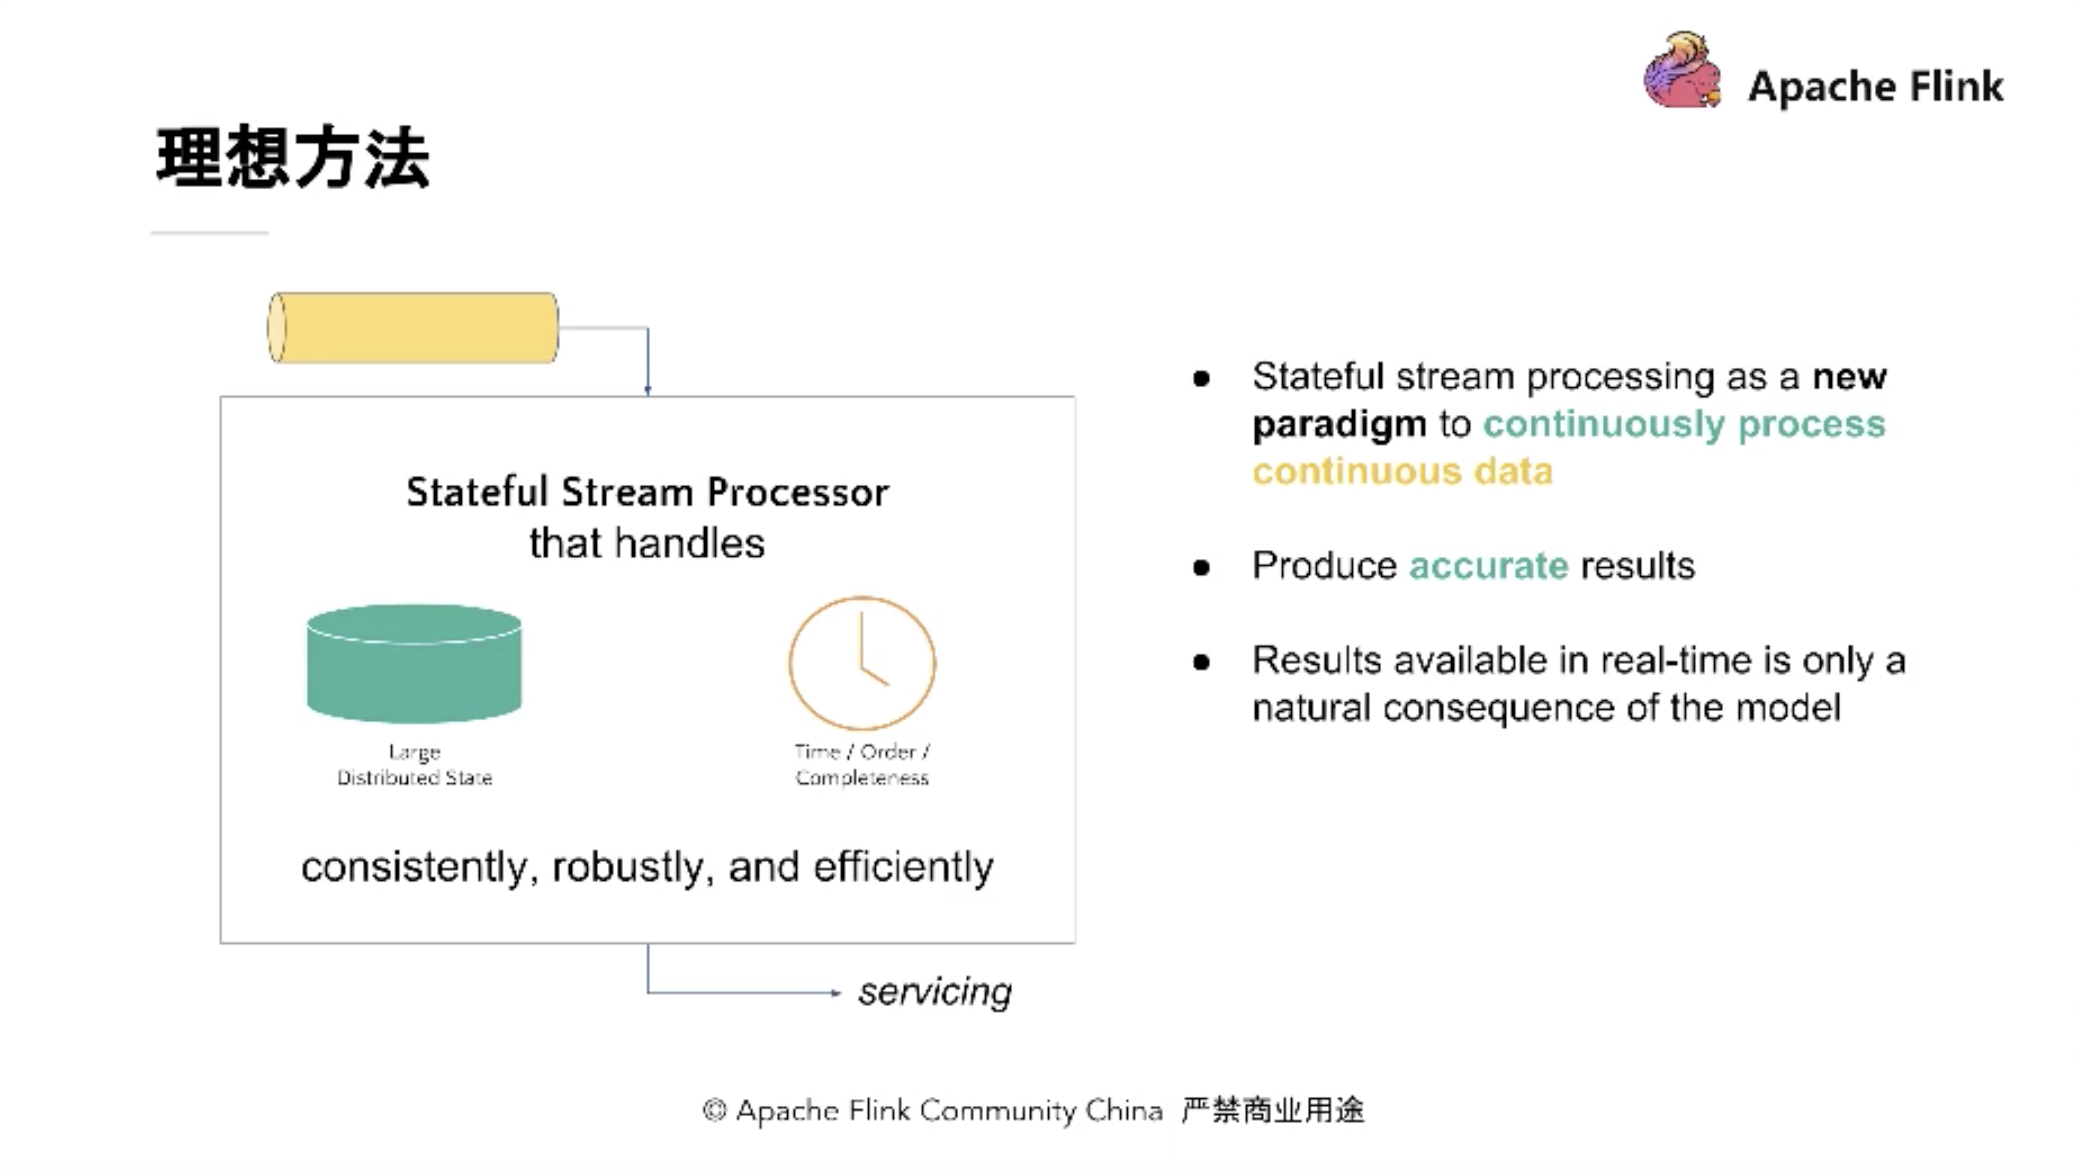 Apache Flink
理想方法
Stateful Stream Processor
that handles
Large
Distributed State
Time / Order /
Completeness
consistently, robustly, and efficiently
servicing
● Stateful stream processing as a new
paradigm to continuously process
continuous data
● Produce accurate results
● Results available in real-time is only a
natural consequence of the model
© Apache Flink Community China 严禁商业用途